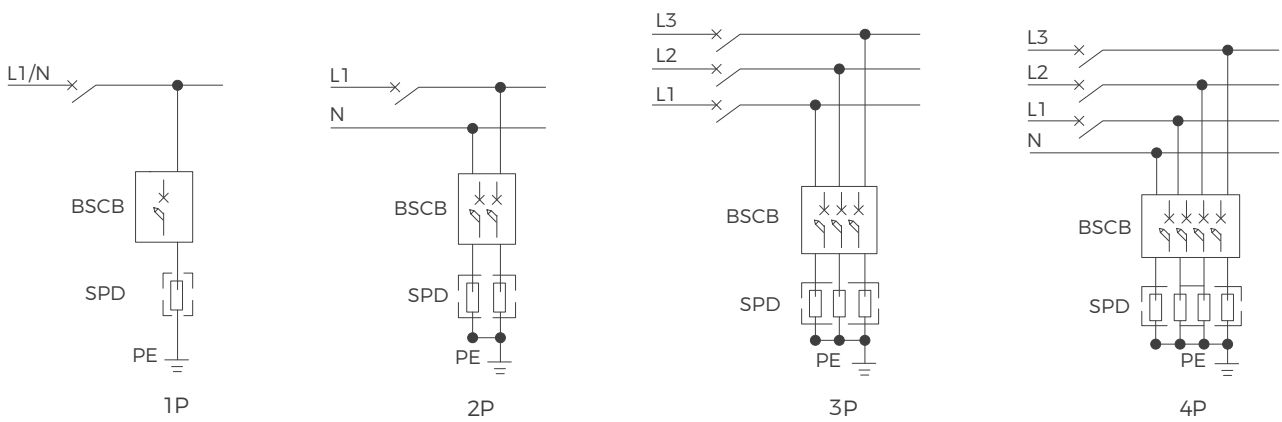 L1/N
BSCB
SPD
PE
1P
L1
N
BSCB
SPD
PE
2P
L3
L2
L1
BSCB
SPD
PE
3P
L3
L2
L1
N
BSCB
SPD
PE
4P